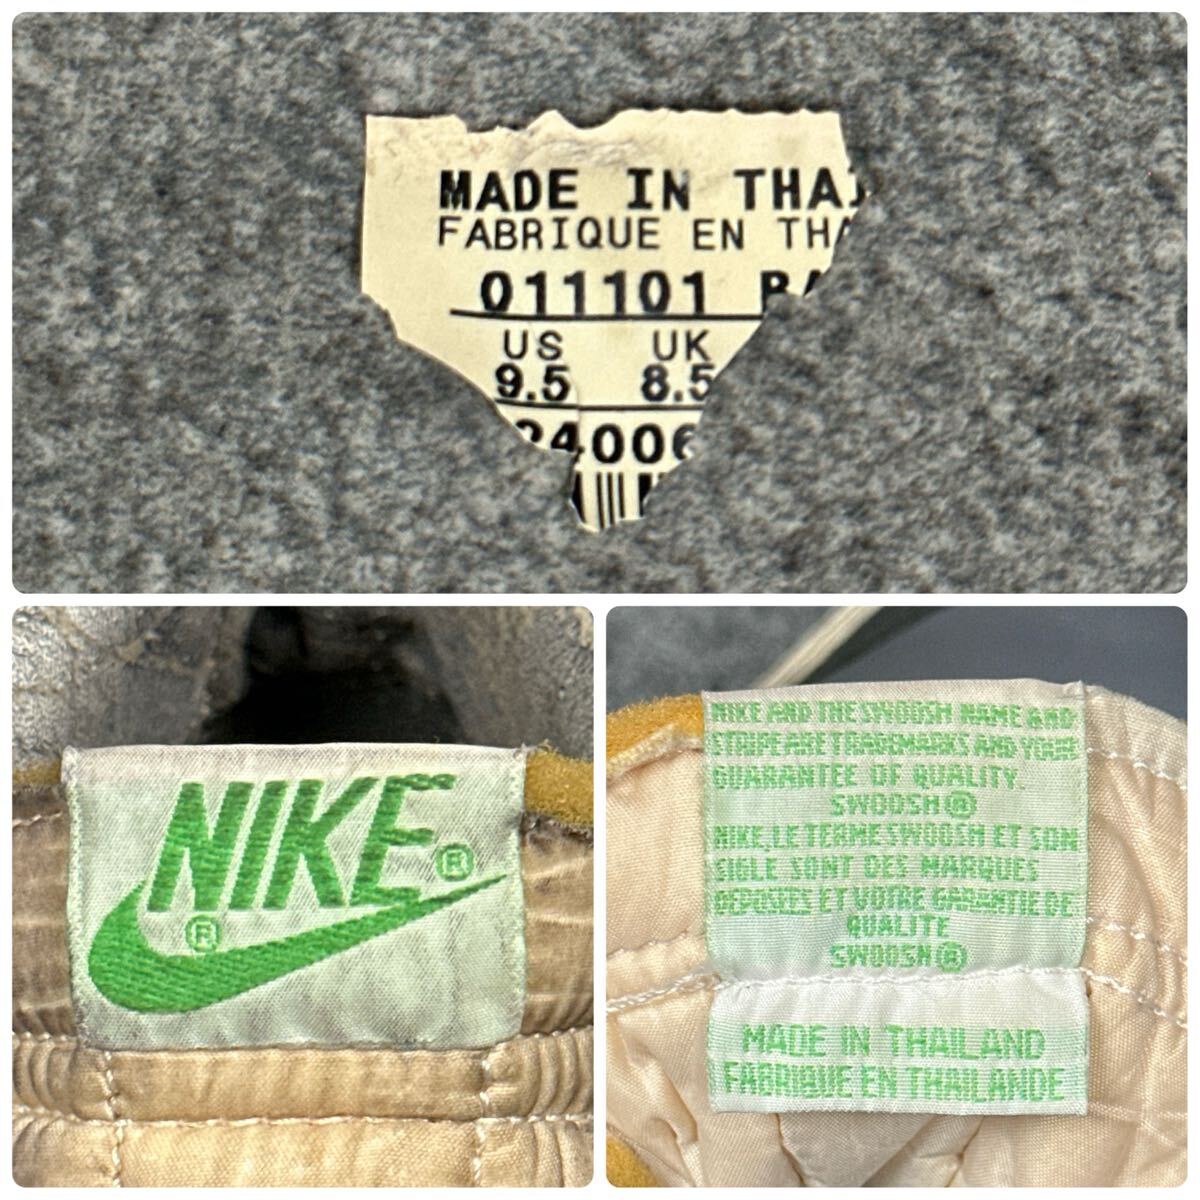 MADE IN THAI
FABRIQUE EN THA
011101
US UK
9.5 8.5
4006
NIKE®
®
NIKE AND THE SWOOSH NAME AND
STRIPE ARE TRADEMARKS AND YOUR
GUARANTEE OF QUALITY.
SWOOSH®
NIKE, LE TERME SWOOSH ET SON
SIGLE SONT DES MARQUES
DEPOSEES ET VOTRE GARANTIE DE
QUALITE
SWOOSH®
MADE IN THAILAND
FABRIQUE EN THAILANDE